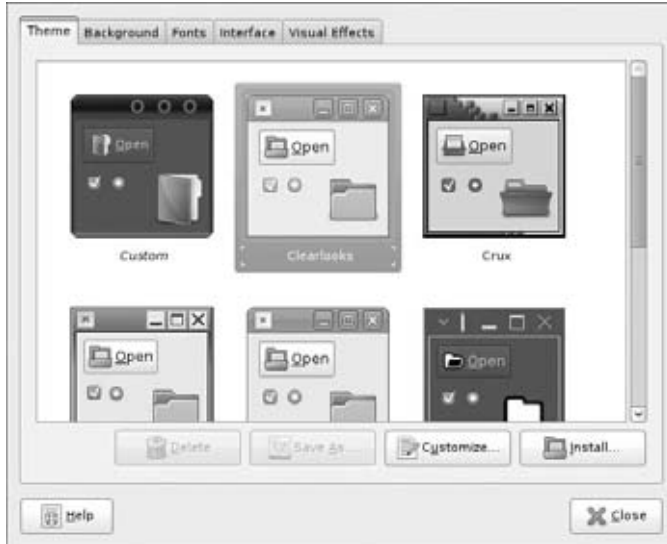 Theme Background Fonts Interface Visual Effects
Open Open Open
Custom Clearlooks Crux
Open Open Open
Delete Save As... Customize... Install...
Help Close